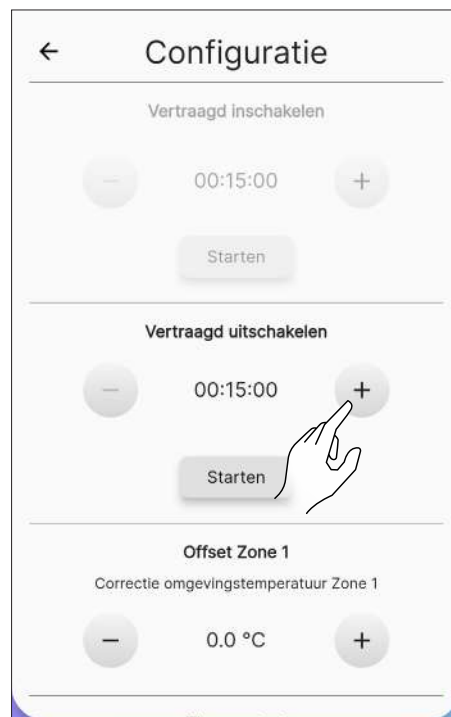 ← Configuratie
Vertraagd inschakelen
− 00:15:00 +
Starten
Vertraagd uitschakelen
− 00:15:00 +
Starten
Offset Zone 1
Correctie omgevingstemperatuur Zone 1
− 0.0 °C +